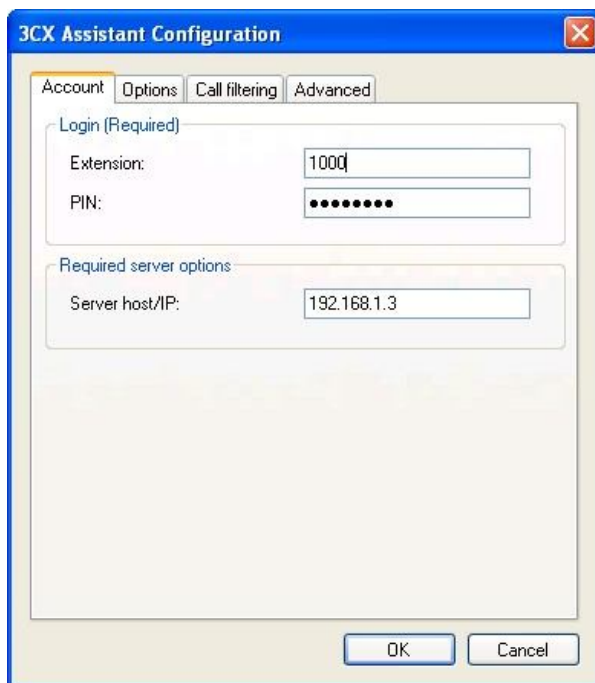 3CX Assistant Configuration
Account Options Call filtering Advanced
Login (Required)
Extension: 1000
PIN: ●●●●●●●●
Required server options
Server host/IP: 192.168.1.3
OK Cancel